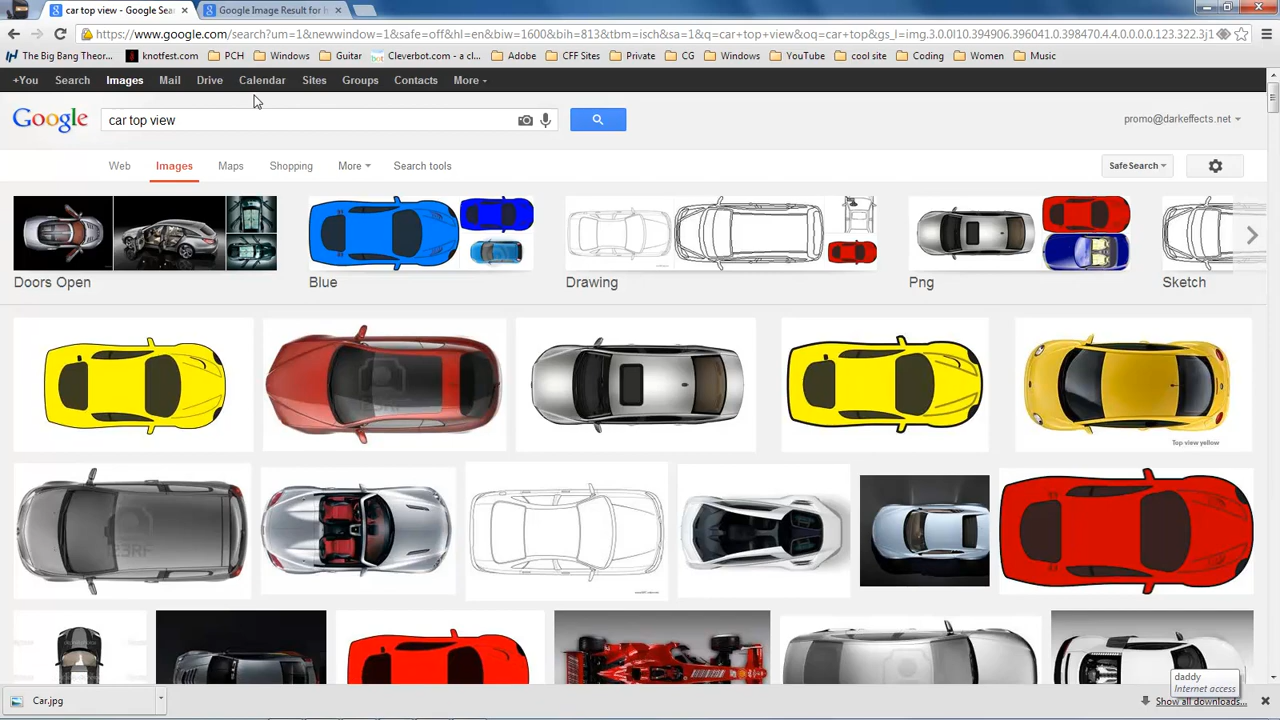 car top view - Google Sea
Google Image Result for h
https://www.google.com/search?um=1&newwindow=1&safe=off&hl=en&biw=1600&bih=813&tbm=isch&sa=1&q=car+top+view&oq=car+top&gs_l=img.3.0.0l10.396041.0.398470.4.4.0.0.0.0.123.322.3j1
The Big Bang Theor... knotfest.com PCH Windows Guitar Cleverbot.com - a cl... Adobe CFF Sites Private CG Windows YouTube cool site Coding Women Music
+You Search Images Mail Drive Calendar Sites Groups Contacts More
Google car top view promo@darkeffects.net
Web Images Maps Shopping More Search tools SafeSearch
Doors Open Blue Drawing Png Sketch
Top view yellow
123RF
daddy
Internet access
Car.jpg Show all downloads...